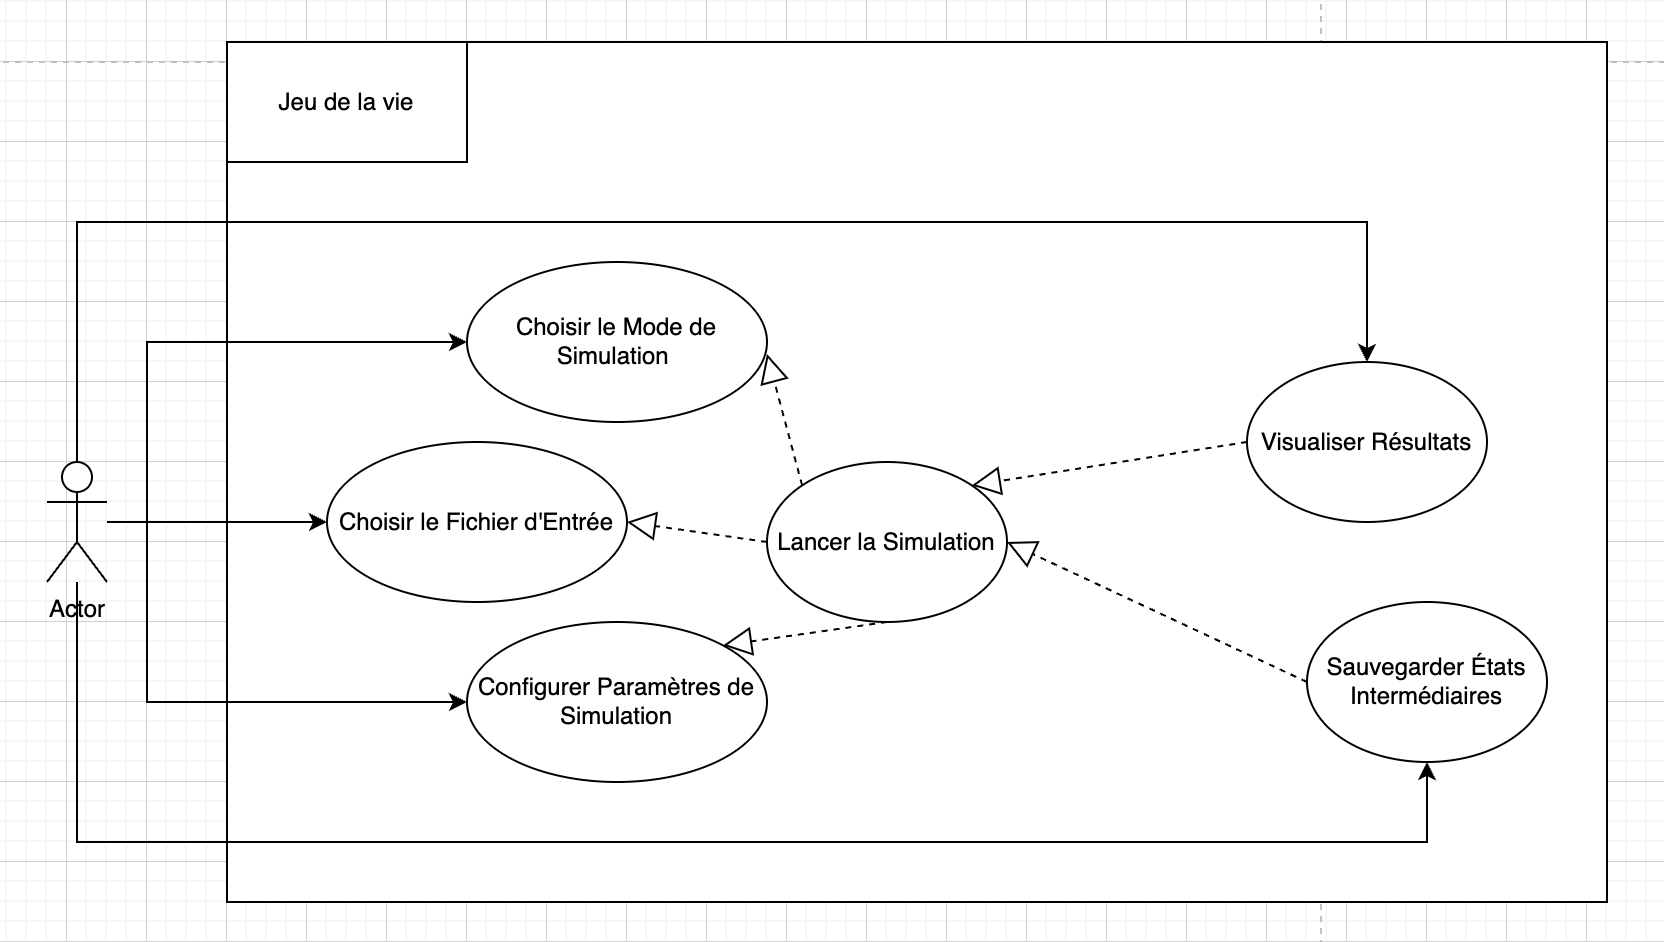 Jeu de la vie
Choisir le Mode de
Simulation
Visualiser Résultats
Choisir le Fichier d'Entrée
Lancer la Simulation
Actor
Configurer Paramètres de
Simulation
Sauvegarder États
Intermédiaires